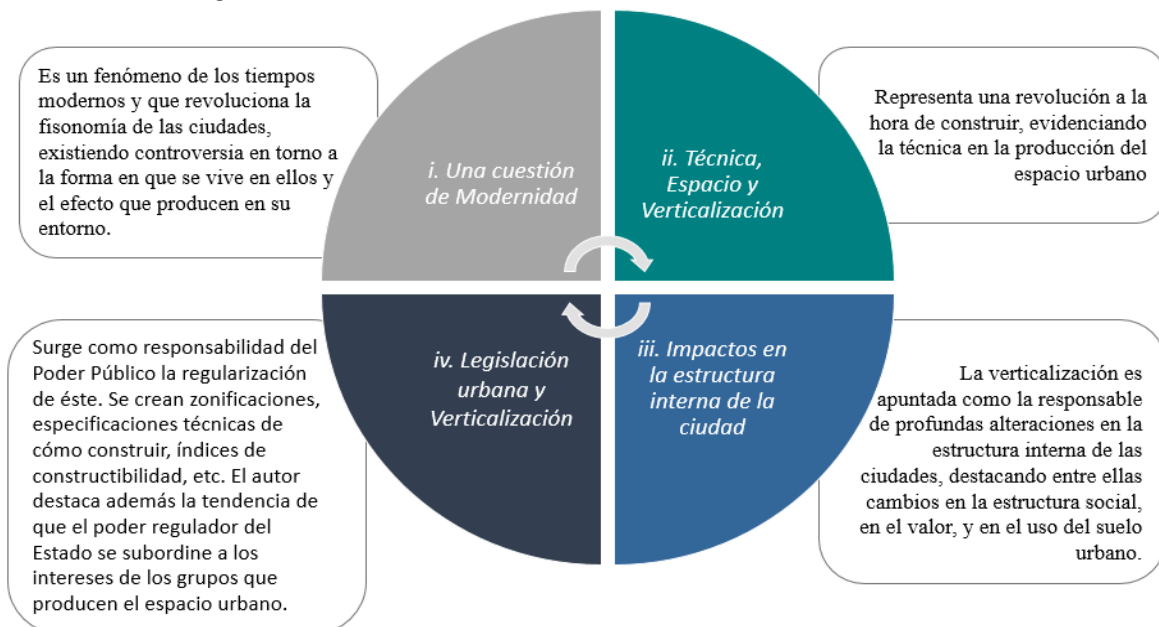 Es un fenómeno de los tiempos
modernos y que revoluciona la
fisonomía de las ciudades,
existiendo controversia en torno a
la forma en que se vive en ellos y
el efecto que producen en su
entorno.
i. Una cuestión
de Modernidad
ii. Técnica,
Espacio y
Verticalización
Representa una revolución a la
hora de construir, evidenciando
la técnica en la producción del
espacio urbano
Surge como responsabilidad del
Poder Público la regularización
de éste. Se crean zonificaciones,
especificaciones técnicas de
cómo construir, índices de
constructibilidad, etc. El autor
destaca además la tendencia de
que el poder regulador del
Estado se subordine a los
intereses de los grupos que
producen el espacio urbano.
iv. Legislación
urbana y
Verticalización
iii. Impactos en
la estructura
interna de la
ciudad
La verticalización es
apuntada como la responsable
de profundas alteraciones en la
estructura interna de las
ciudades, destacando entre ellas
cambios en la estructura social,
en el valor, y en el uso del suelo
urbano.